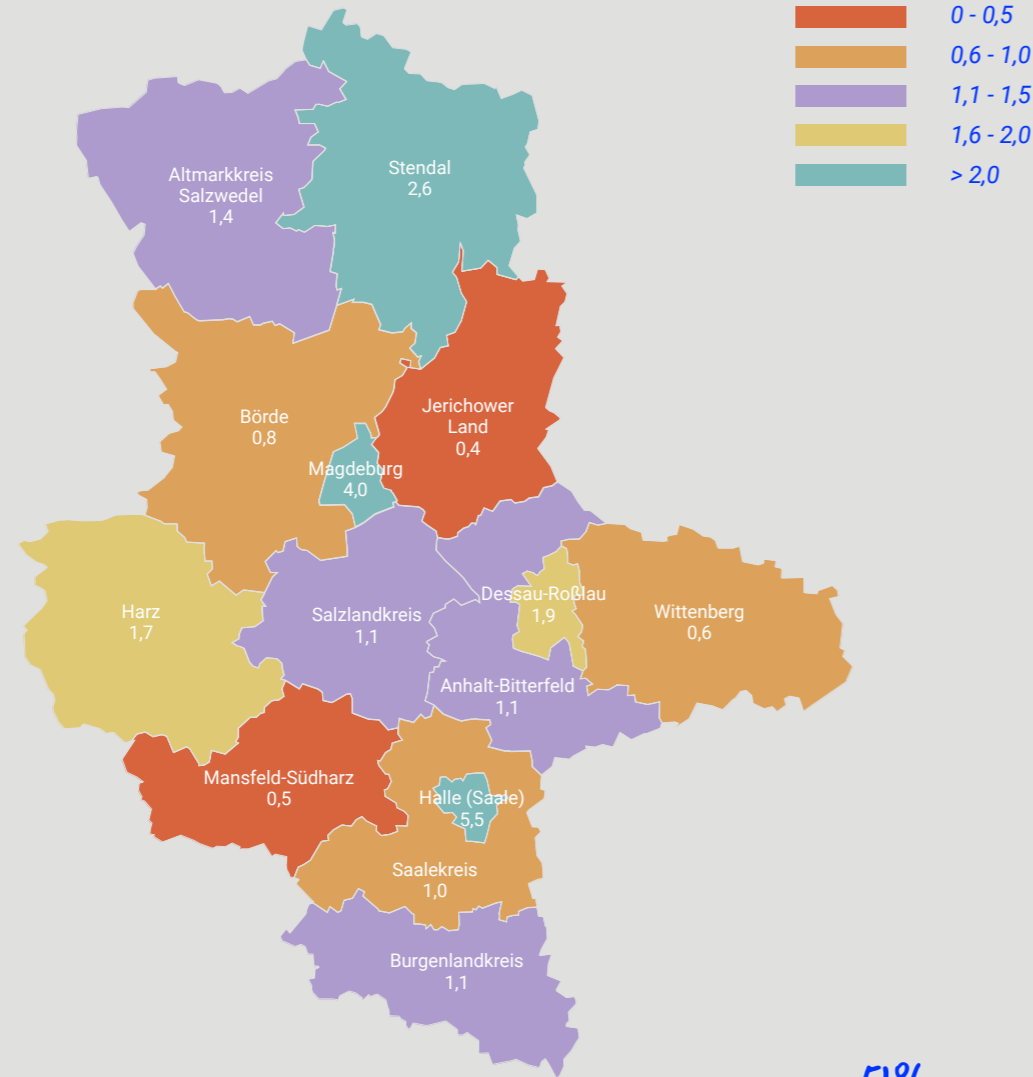 0 - 0,5
0,6 - 1,0
1,1 - 1,5
1,6 - 2,0
> 2,0
Altmarkkreis
Salzwedel
1,4
Stendal
2,6
Börde
0,8
Jerichower
Land
0,4
Magdeburg
4,0
Harz
1,7
Salzlandkreis
1,1
Dessau-Roßlau
1,9
Wittenberg
0,6
Anhalt-Bitterfeld
1,1
Mansfeld-Südharz
0,5
Halle (Saale)
5,5
Saalekreis
1,0
Burgenlandkreis
1,1